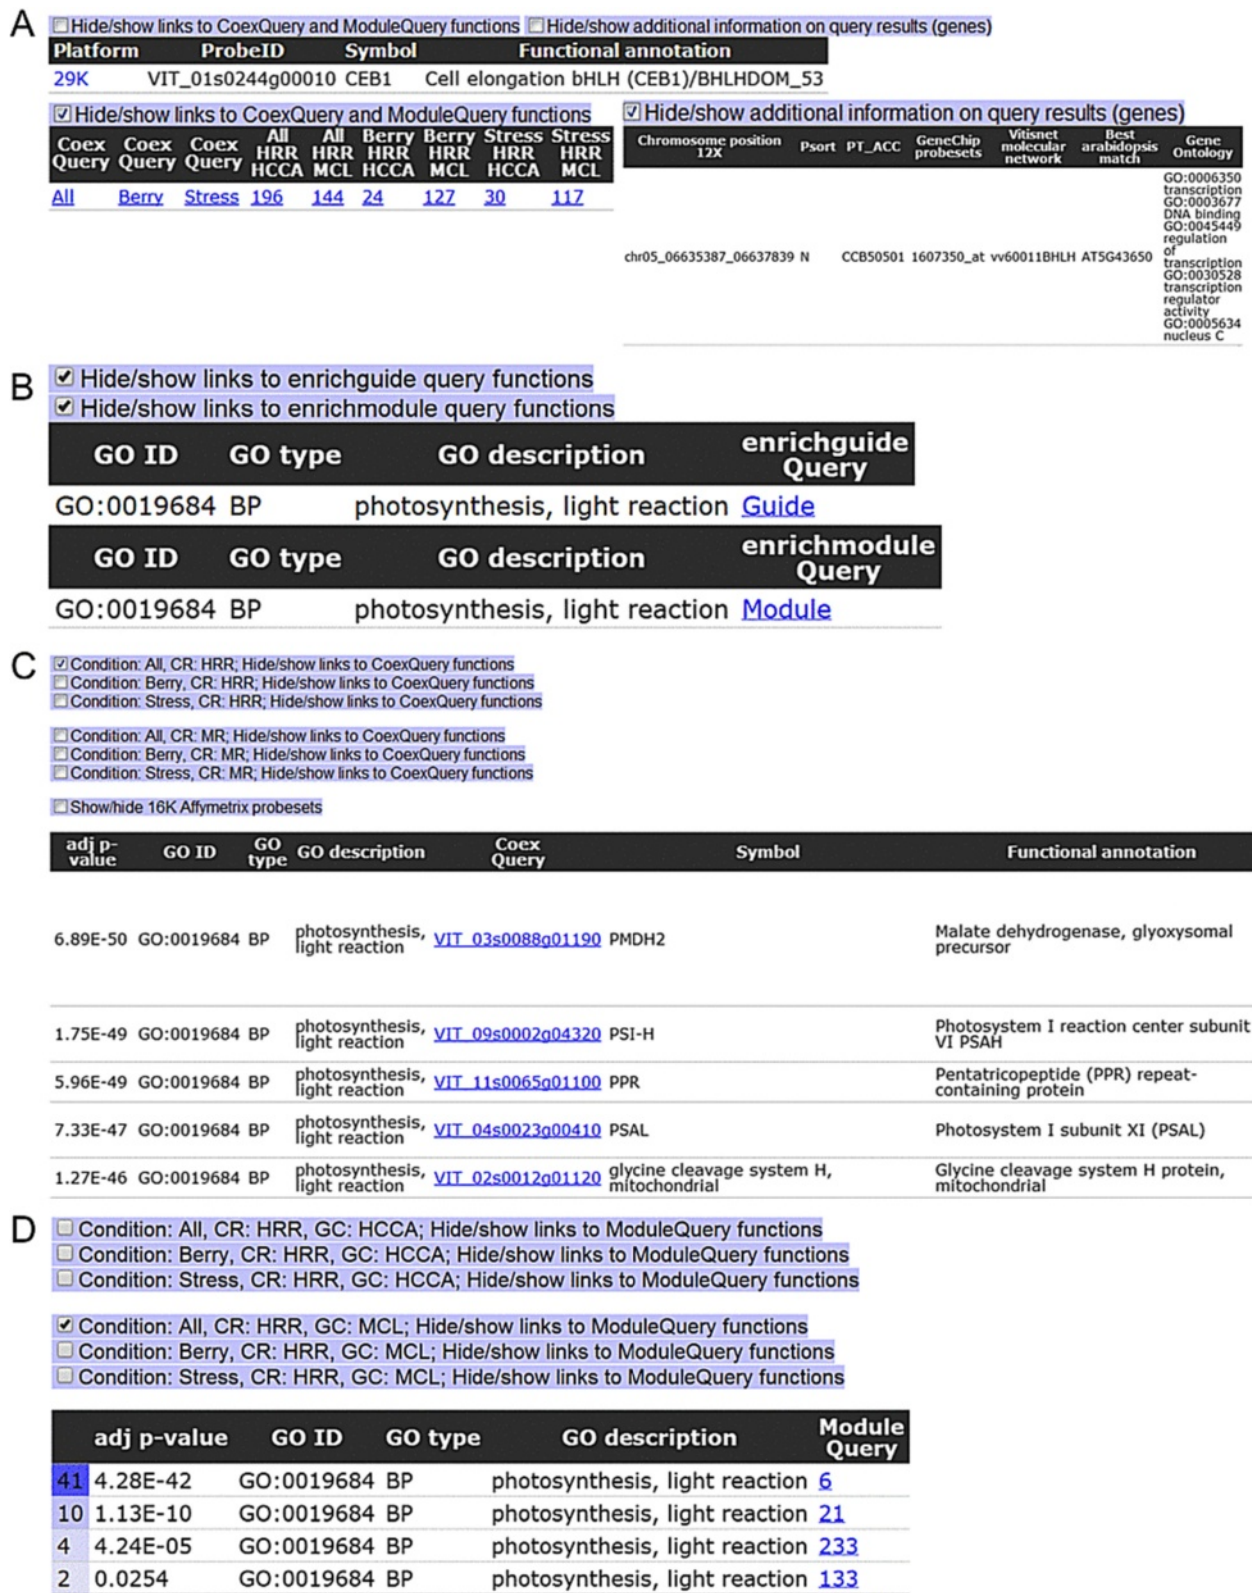 A
Hide/show links to CoexQuery and ModuleQuery functions Hide/show additional information on query results (genes)
Platform ProbeID Symbol Functional annotation
29K VIT_01s0244g00010 CEB1 Cell elongation bHLH (CEB1)/BHLHDOM_53
Hide/show links to CoexQuery and ModuleQuery functions
Coex Query Coex Query Coex Query All HRR HCCA All HRR MCL Berry HRR HCCA Berry HRR MCL Stress HRR HCCA Stress HRR MCL
All Berry Stress 196 144 24 127 30 117
Hide/show additional information on query results (genes)
Chromosome position 12X Psort PT_ACC GeneChip probesets Vitisnet molecular network Best arabidopsis match Gene Ontology
GO:0006350
transcription
GO:0003677
DNA binding
GO:0045449
regulation
of
chr05_06635387_06637839 N CCB50501 1607350_at vv60011BHLH AT5G43650
transcription
GO:0030528
transcription
regulator
activity
GO:0005634
nucleus C
B
Hide/show links to enrichguide query functions
Hide/show links to enrichmodule query functions
GO ID GO type GO description enrichguide Query
GO:0019684 BP photosynthesis, light reaction Guide
GO ID GO type GO description enrichmodule Query
GO:0019684 BP photosynthesis, light reaction Module
C
Condition: All, CR: HRR; Hide/show links to CoexQuery functions
Condition: Berry, CR: HRR; Hide/show links to CoexQuery functions
Condition: Stress, CR: HRR; Hide/show links to CoexQuery functions
Condition: All, CR: MR; Hide/show links to CoexQuery functions
Condition: Berry, CR: MR; Hide/show links to CoexQuery functions
Condition: Stress, CR: MR; Hide/show links to CoexQuery functions
Show/hide 16K Affymetrix probesets
adj p-value GO ID GO type GO description Coex Query Symbol Functional annotation
6.89E-50 GO:0019684 BP photosynthesis, light reaction VIT_03s0088g01190 PMDH2 Malate dehydrogenase, glyoxysomal precursor
1.75E-49 GO:0019684 BP photosynthesis, light reaction VIT_09s0002g04320 PSI-H Photosystem I reaction center subunit VI PSAH
5.96E-49 GO:0019684 BP photosynthesis, light reaction VIT_11s0065g01100 PPR Pentatricopeptide (PPR) repeat-containing protein
7.33E-47 GO:0019684 BP photosynthesis, light reaction VIT_04s0023g00410 PSAL Photosystem I subunit XI (PSAL)
1.27E-46 GO:0019684 BP photosynthesis, light reaction VIT_02s0012g01120 glycine cleavage system H, mitochondrial Glycine cleavage system H protein, mitochondrial
D
Condition: All, CR: HRR, GC: HCCA; Hide/show links to ModuleQuery functions
Condition: Berry, CR: HRR, GC: HCCA; Hide/show links to ModuleQuery functions
Condition: Stress, CR: HRR, GC: HCCA; Hide/show links to ModuleQuery functions
Condition: All, CR: HRR, GC: MCL; Hide/show links to ModuleQuery functions
Condition: Berry, CR: HRR, GC: MCL; Hide/show links to ModuleQuery functions
Condition: Stress, CR: HRR, GC: MCL; Hide/show links to ModuleQuery functions
adj p-value GO ID GO type GO description Module Query
41 4.28E-42 GO:0019684 BP photosynthesis, light reaction 6
10 1.13E-10 GO:0019684 BP photosynthesis, light reaction 21
4 4.24E-05 GO:0019684 BP photosynthesis, light reaction 233
2 0.0254 GO:0019684 BP photosynthesis, light reaction 133